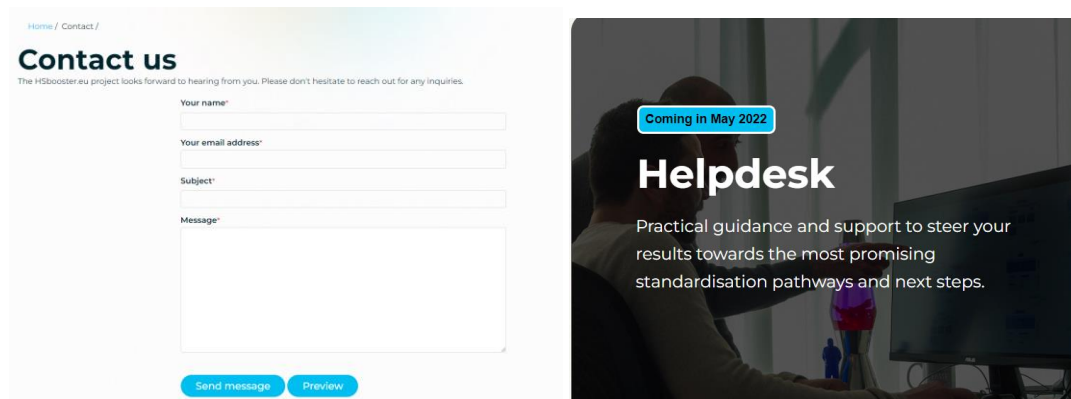 Home / Contact /
Contact us
The HSbooster.eu project looks forward to hearing from you. Please don't hesitate to reach out for any inquiries.
Your name*
Your email address*
Subject*
Message*
Send message
Preview
Coming in May 2022
Helpdesk
Practical guidance and support to steer your
results towards the most promising
standardisation pathways and next steps.